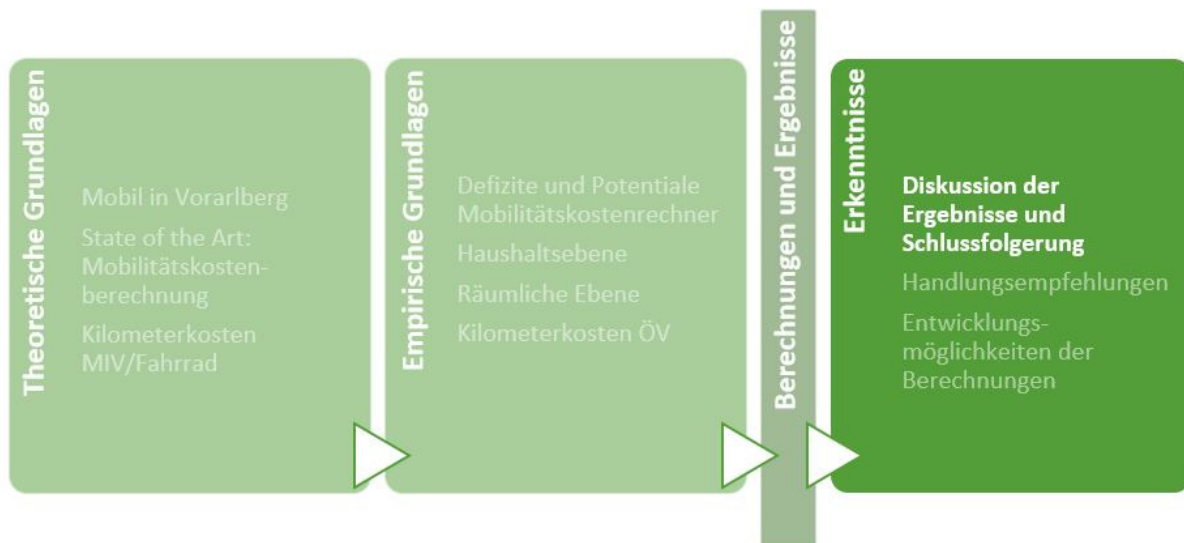 Theoretische Grundlagen
Mobil in Vorarlberg
State of the Art:
Mobilitätskosten-
berechnung
Kilometerkosten
MIV/Fahrrad
Empirische Grundlagen
Defizite und Potentiale
Mobilitätskostenrechner
Haushaltsebene
Räumliche Ebene
Kilometerkosten ÖV
Berechnungen und Ergebnisse
Erkenntnisse
Diskussion der
Ergebnisse und
Schlussfolgerung
Handlungsempfehlungen
Entwicklungs-
möglichkeiten der
Berechnungen